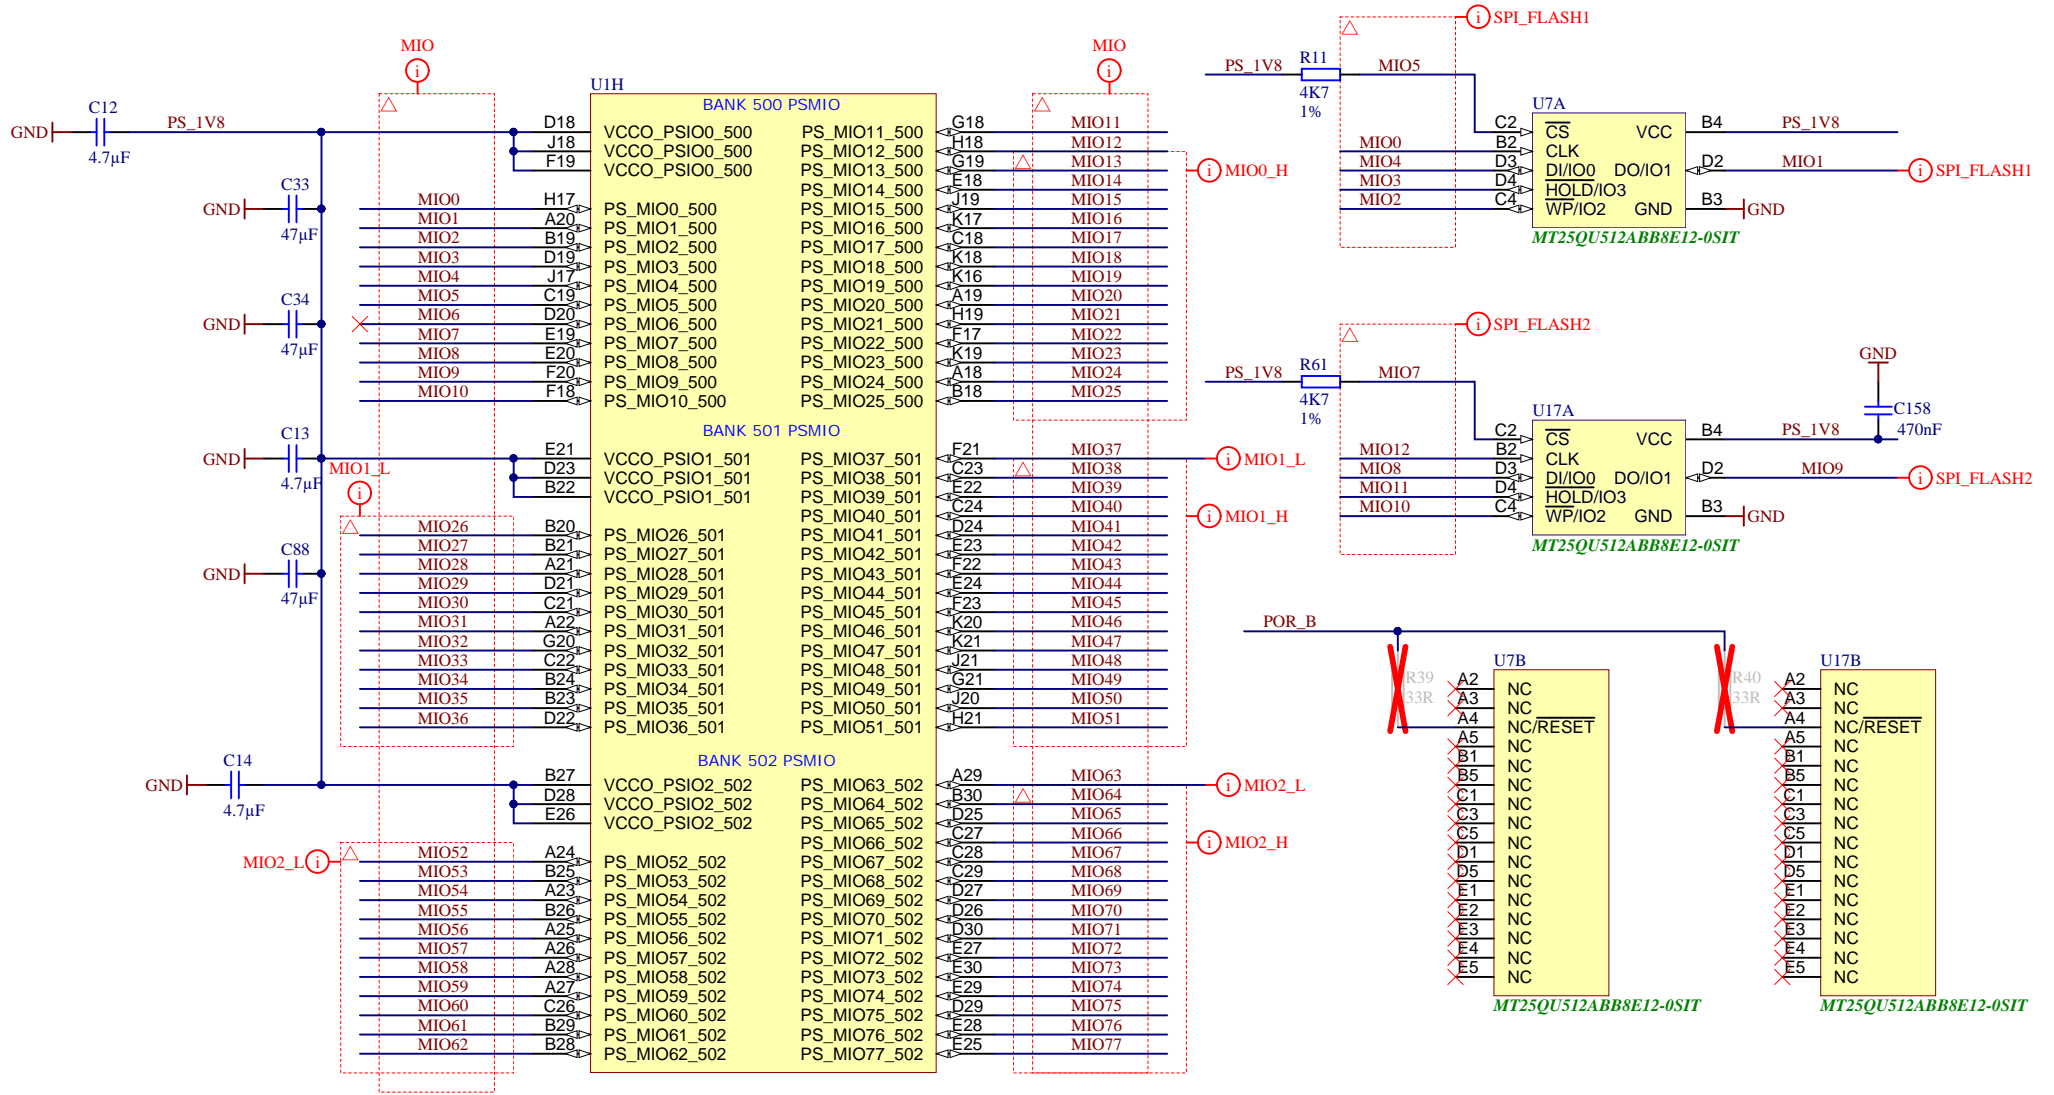 MIO
MIO
SPI_FLASH1
U1H
BANK 500 PSMIO
C12
GND
4.7µF
PS_1V8
D18 VCCO_PSIO0_500
J18 VCCO_PSIO0_500
F19 VCCO_PSIO0_500
C33
GND
47µF
MIO0 H17 PS_MIO0_500
MIO1 A20 PS_MIO1_500
MIO2 B19 PS_MIO2_500
MIO3 D19 PS_MIO3_500
MIO4 J17 PS_MIO4_500
MIO5 C19 PS_MIO5_500
MIO6 D20 PS_MIO6_500
MIO7 E19 PS_MIO7_500
MIO8 E20 PS_MIO8_500
MIO9 F20 PS_MIO9_500
MIO10 F18 PS_MIO10_500
C34
GND
47µF
PS_MIO11_500 G18 MIO11
PS_MIO12_500 H18 MIO12
PS_MIO13_500 G19 MIO13
PS_MIO14_500 E18 MIO14
PS_MIO15_500 J19 MIO15
PS_MIO16_500 K17 MIO16
PS_MIO17_500 C18 MIO17
PS_MIO18_500 K18 MIO18
PS_MIO19_500 K16 MIO19
PS_MIO20_500 A19 MIO20
PS_MIO21_500 H19 MIO21
PS_MIO22_500 F17 MIO22
PS_MIO23_500 K19 MIO23
PS_MIO24_500 A18 MIO24
PS_MIO25_500 B18 MIO25
MIO0_H
BANK 501 PSMIO
C13
GND
4.7µF
MIO1_L
E21 VCCO_PSIO1_501
D23 VCCO_PSIO1_501
B22 VCCO_PSIO1_501
MIO26 B20 PS_MIO26_501
MIO27 B21 PS_MIO27_501
MIO28 A21 PS_MIO28_501
MIO29 D21 PS_MIO29_501
MIO30 C21 PS_MIO30_501
MIO31 A22 PS_MIO31_501
MIO32 G20 PS_MIO32_501
MIO33 C22 PS_MIO33_501
MIO34 B24 PS_MIO34_501
MIO35 B23 PS_MIO35_501
MIO36 D22 PS_MIO36_501
C88
GND
47µF
PS_MIO37_501 F21 MIO37
PS_MIO38_501 C23 MIO38
PS_MIO39_501 E22 MIO39
PS_MIO40_501 C24 MIO40
PS_MIO41_501 D24 MIO41
PS_MIO42_501 E23 MIO42
PS_MIO43_501 F22 MIO43
PS_MIO44_501 E24 MIO44
PS_MIO45_501 F23 MIO45
PS_MIO46_501 K20 MIO46
PS_MIO47_501 K21 MIO47
PS_MIO48_501 J21 MIO48
PS_MIO49_501 G21 MIO49
PS_MIO50_501 J20 MIO50
PS_MIO51_501 H21 MIO51
MIO1_L
MIO1_H
BANK 502 PSMIO
C14
GND
4.7µF
B27 VCCO_PSIO2_502
D28 VCCO_PSIO2_502
E26 VCCO_PSIO2_502
MIO2_L
MIO52 A24 PS_MIO52_502
MIO53 B25 PS_MIO53_502
MIO54 A23 PS_MIO54_502
MIO55 B26 PS_MIO55_502
MIO56 A25 PS_MIO56_502
MIO57 A26 PS_MIO57_502
MIO58 A28 PS_MIO58_502
MIO59 A27 PS_MIO59_502
MIO60 C26 PS_MIO60_502
MIO61 B29 PS_MIO61_502
MIO62 B28 PS_MIO62_502
PS_MIO63_502 A29 MIO63
PS_MIO64_502 B30 MIO64
PS_MIO65_502 D25 MIO65
PS_MIO66_502 C27 MIO66
PS_MIO67_502 C28 MIO67
PS_MIO68_502 C29 MIO68
PS_MIO69_502 D27 MIO69
PS_MIO70_502 D26 MIO70
PS_MIO71_502 D30 MIO71
PS_MIO72_502 E27 MIO72
PS_MIO73_502 E30 MIO73
PS_MIO74_502 E29 MIO74
PS_MIO75_502 D29 MIO75
PS_MIO76_502 E28 MIO76
PS_MIO77_502 E25 MIO77
MIO2_L
MIO2_H
PS_1V8 R11 MIO5
4K7
1%
U7A
C2 CS VCC B4 PS_1V8
MIO0 B2 CLK
MIO4 D3 DI/IO0 DO/IO1 D2 MIO1 SPI_FLASH1
MIO3 D4 HOLD/IO3
MIO2 C4 WP/IO2 GND B3 GND
MT25QU512ABB8E12-0SIT
SPI_FLASH2
PS_1V8 R61 MIO7
4K7
1%
GND
C158
470nF
U17A
C2 CS VCC B4 PS_1V8
MIO12 B2 CLK
MIO8 D3 DI/IO0 DO/IO1 D2 MIO9 SPI_FLASH2
MIO11 D4 HOLD/IO3
MIO10 C4 WP/IO2 GND B3 GND
MT25QU512ABB8E12-0SIT
POR_B
R39
33R
U7B
A2 NC
A3 NC
A4 NC/RESET
A5 NC
B1 NC
B5 NC
C1 NC
C3 NC
C5 NC
D1 NC
D5 NC
E1 NC
E2 NC
E3 NC
E4 NC
E5 NC
MT25QU512ABB8E12-0SIT
R40
33R
U17B
A2 NC
A3 NC
A4 NC/RESET
A5 NC
B1 NC
B5 NC
C1 NC
C3 NC
C5 NC
D1 NC
D5 NC
E1 NC
E2 NC
E3 NC
E4 NC
E5 NC
MT25QU512ABB8E12-0SIT